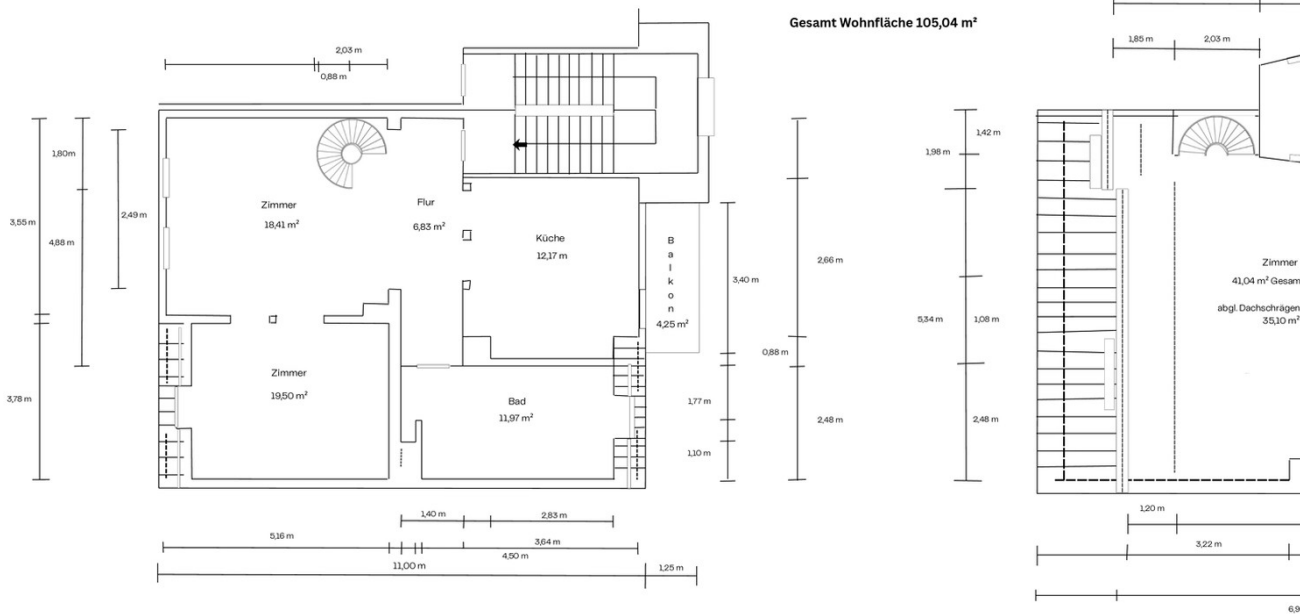 Gesamt Wohnfläche 105,04 m²
2,03 m
0,88 m
1,80m
3,55 m
4,88 m
2,49 m
3,78 m
Zimmer
18,41 m²
Flur
6,83 m²
Küche
12,17 m
B
a
l
k
o
n
4,25 m²
Zimmer
19,50 m²
Bad
11,97 m²
3,40 m
2,66 m
0,88 m
1,77 m
2,48 m
1,10 m
1,40 m
2,83 m
5,16 m
3,64 m
4,50 m
11,00 m
1,25 m
1,85 m
2,03 m
1,42 m
1,98 m
5,34 m
1,08 m
2,48 m
Zimmer
41,04 m² Gesam
abgl. Dachschrägen
35,10 m²
1,20 m
3,22 m
6,9